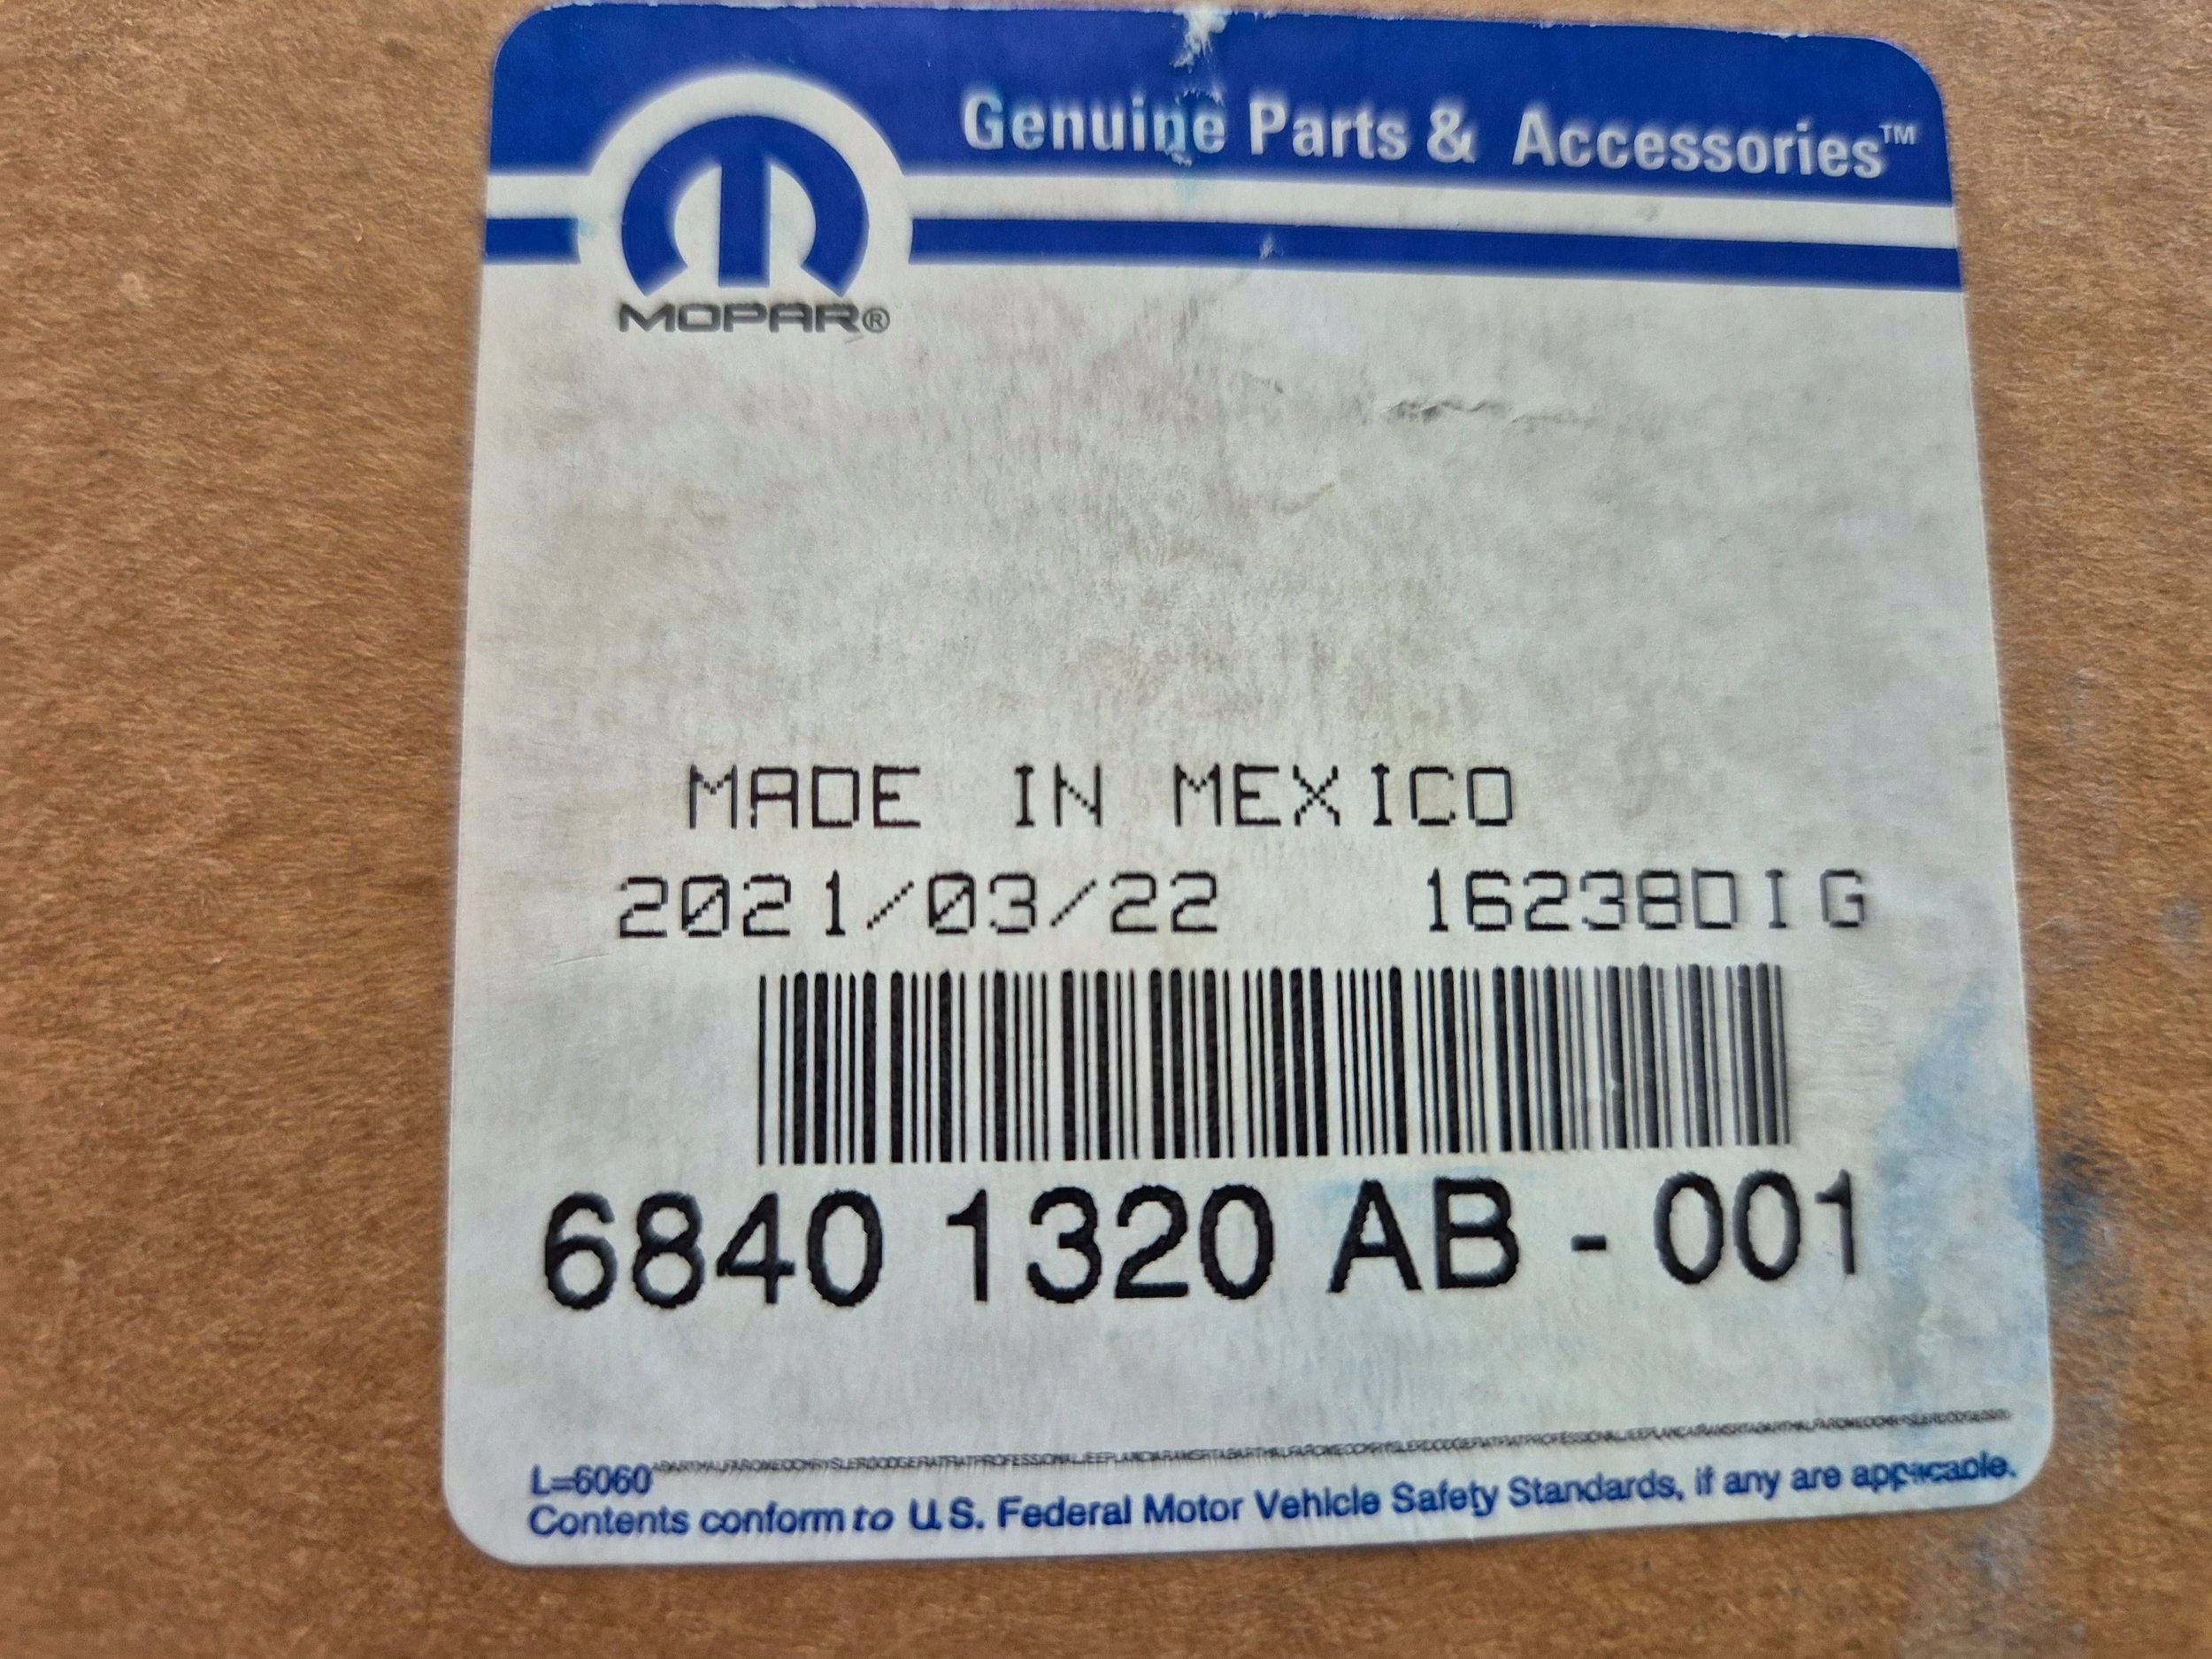 Genuine Parts & Accessories™
MOPAR®
MADE IN MEXICO
2021/03/22 16238DIG
6840 1320 AB - 001
L=6060
Contents conform to U.S. Federal Motor Vehicle Safety Standards, if any are applicable.